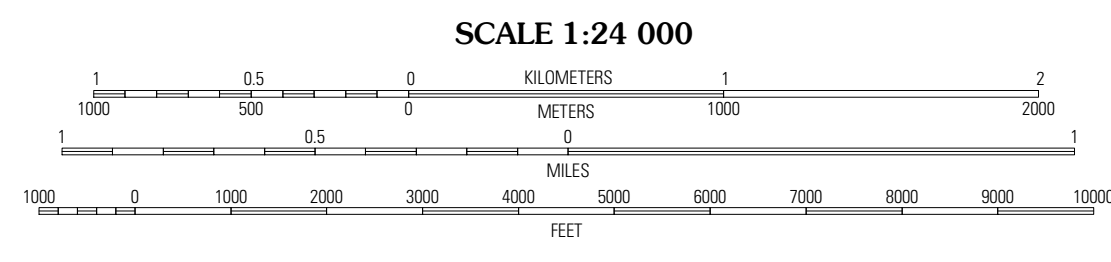 SCALE 1:24 000
1 0.5 0 KILOMETERS 1 2
1000 500 0 METERS 1000 2000
1 0.5 0 1
MILES
1000 0 1000 2000 3000 4000 5000 6000 7000 8000 9000 10000
FEET